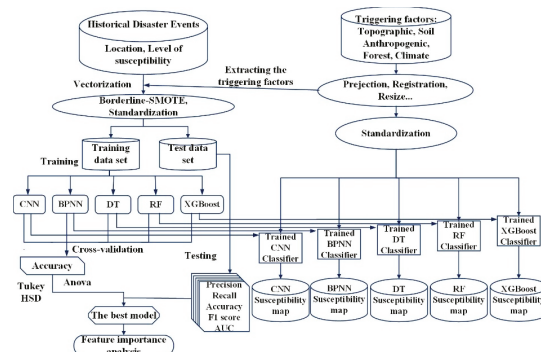 Historical Disaster Events
Location, Level of
susceptibility
Triggering factors:
Topographic, Soil
Anthropogenic,
Forest, Climate
Vectorization
Extracting the
triggering factors
Prejection, Registration,
Resize...
Borderline-SMOTE,
Standardization
Standardization
Training
Training
data set
Test data
set
CNN
BPNN
DT
RF
XGBoost
Trained
CNN
Classifier
Trained
BPNN
Classifier
Trained
DT
Classifier
Trained
RF
Classifier
Trained
XGBoost
Classifier
Cross-validation
Testing
Accuracy
Tukey
HSD
Anova
Precision
Recall
Accuracy
F1 score
AUC
CNN
Susceptibility
map
BPNN
Susceptibility
map
DT
Susceptibility
map
RF
Susceptibility
map
XGBoost
Susceptibility
map
The best model
Feature importance
analysis